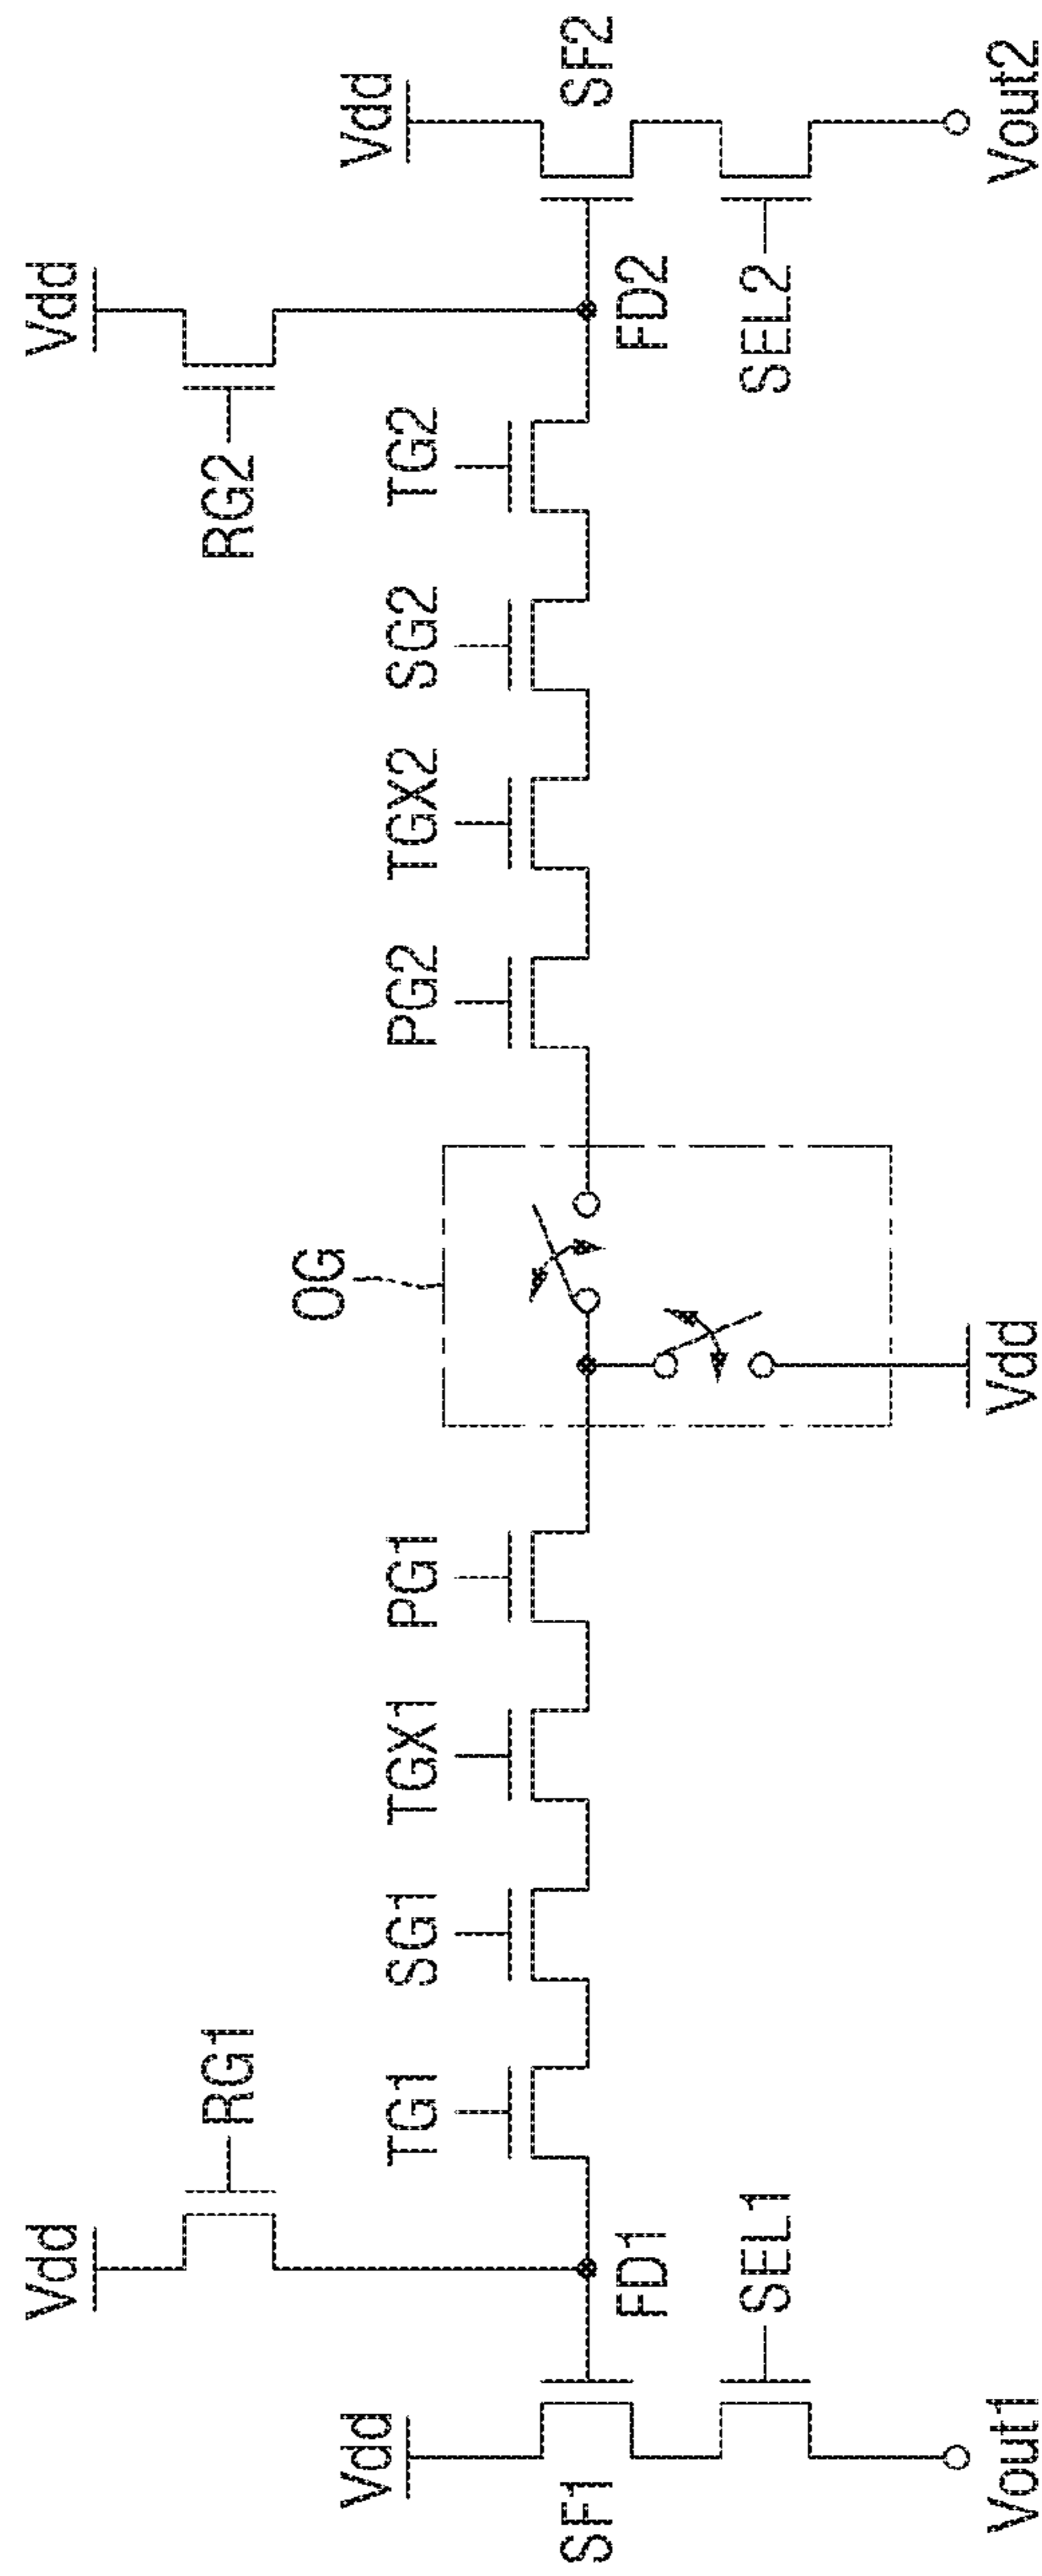 Vdd
Vdd
RG1
RG2
Vdd
Vdd
TG1
SG1
TGX1
PG1
OG
PG2
TGX2
SG2
TG2
SF1
FD1
FD2
SF2
SEL1
SEL2
Vout1
Vdd
Vout2